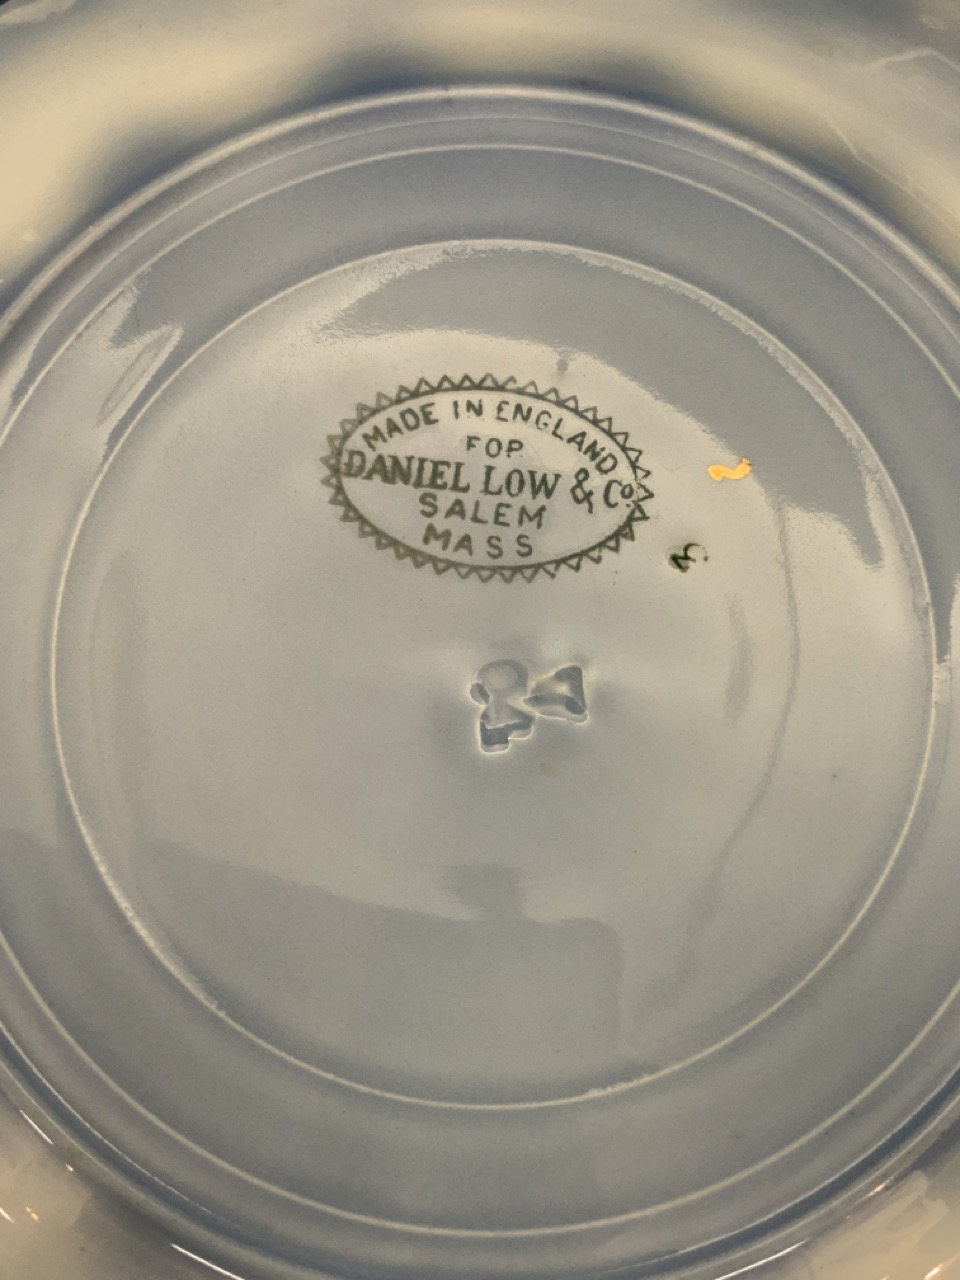 MADE IN ENGLAND
FOR
DANIEL LOW & Co.
SALEM
MASS